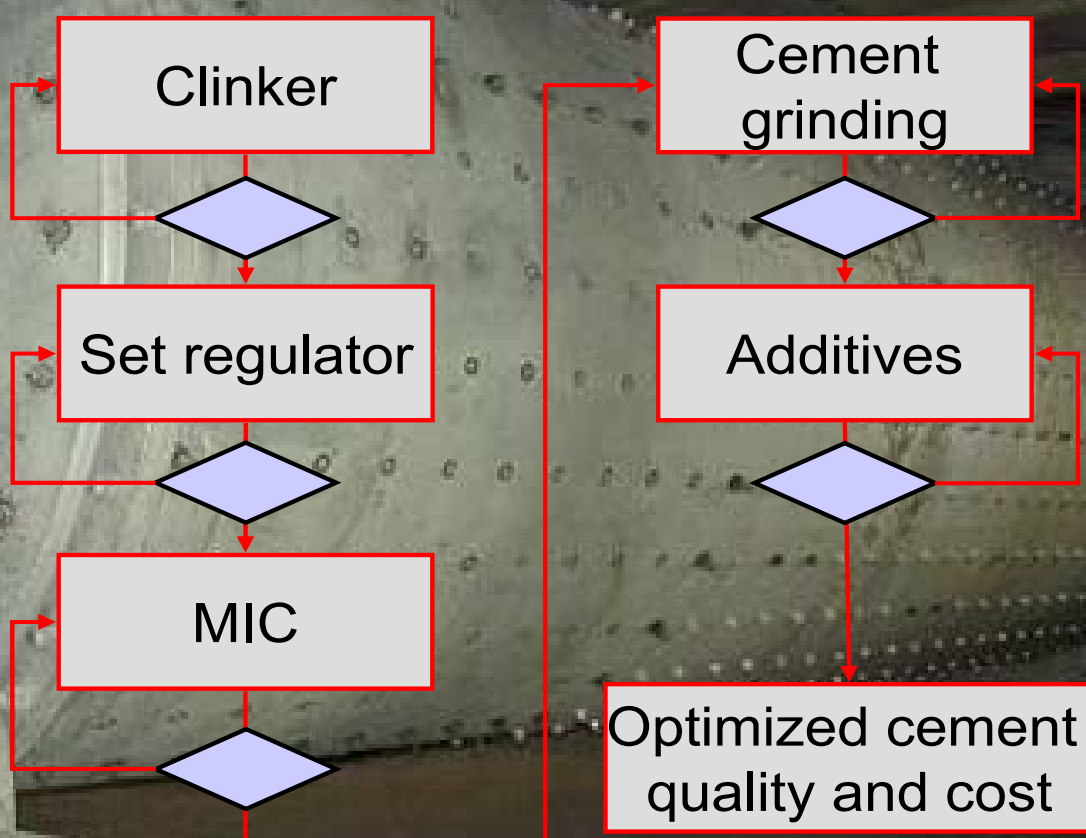 Clinker
Set regulator
MIC
Cement
grinding
Additives
Optimized cement
quality and cost